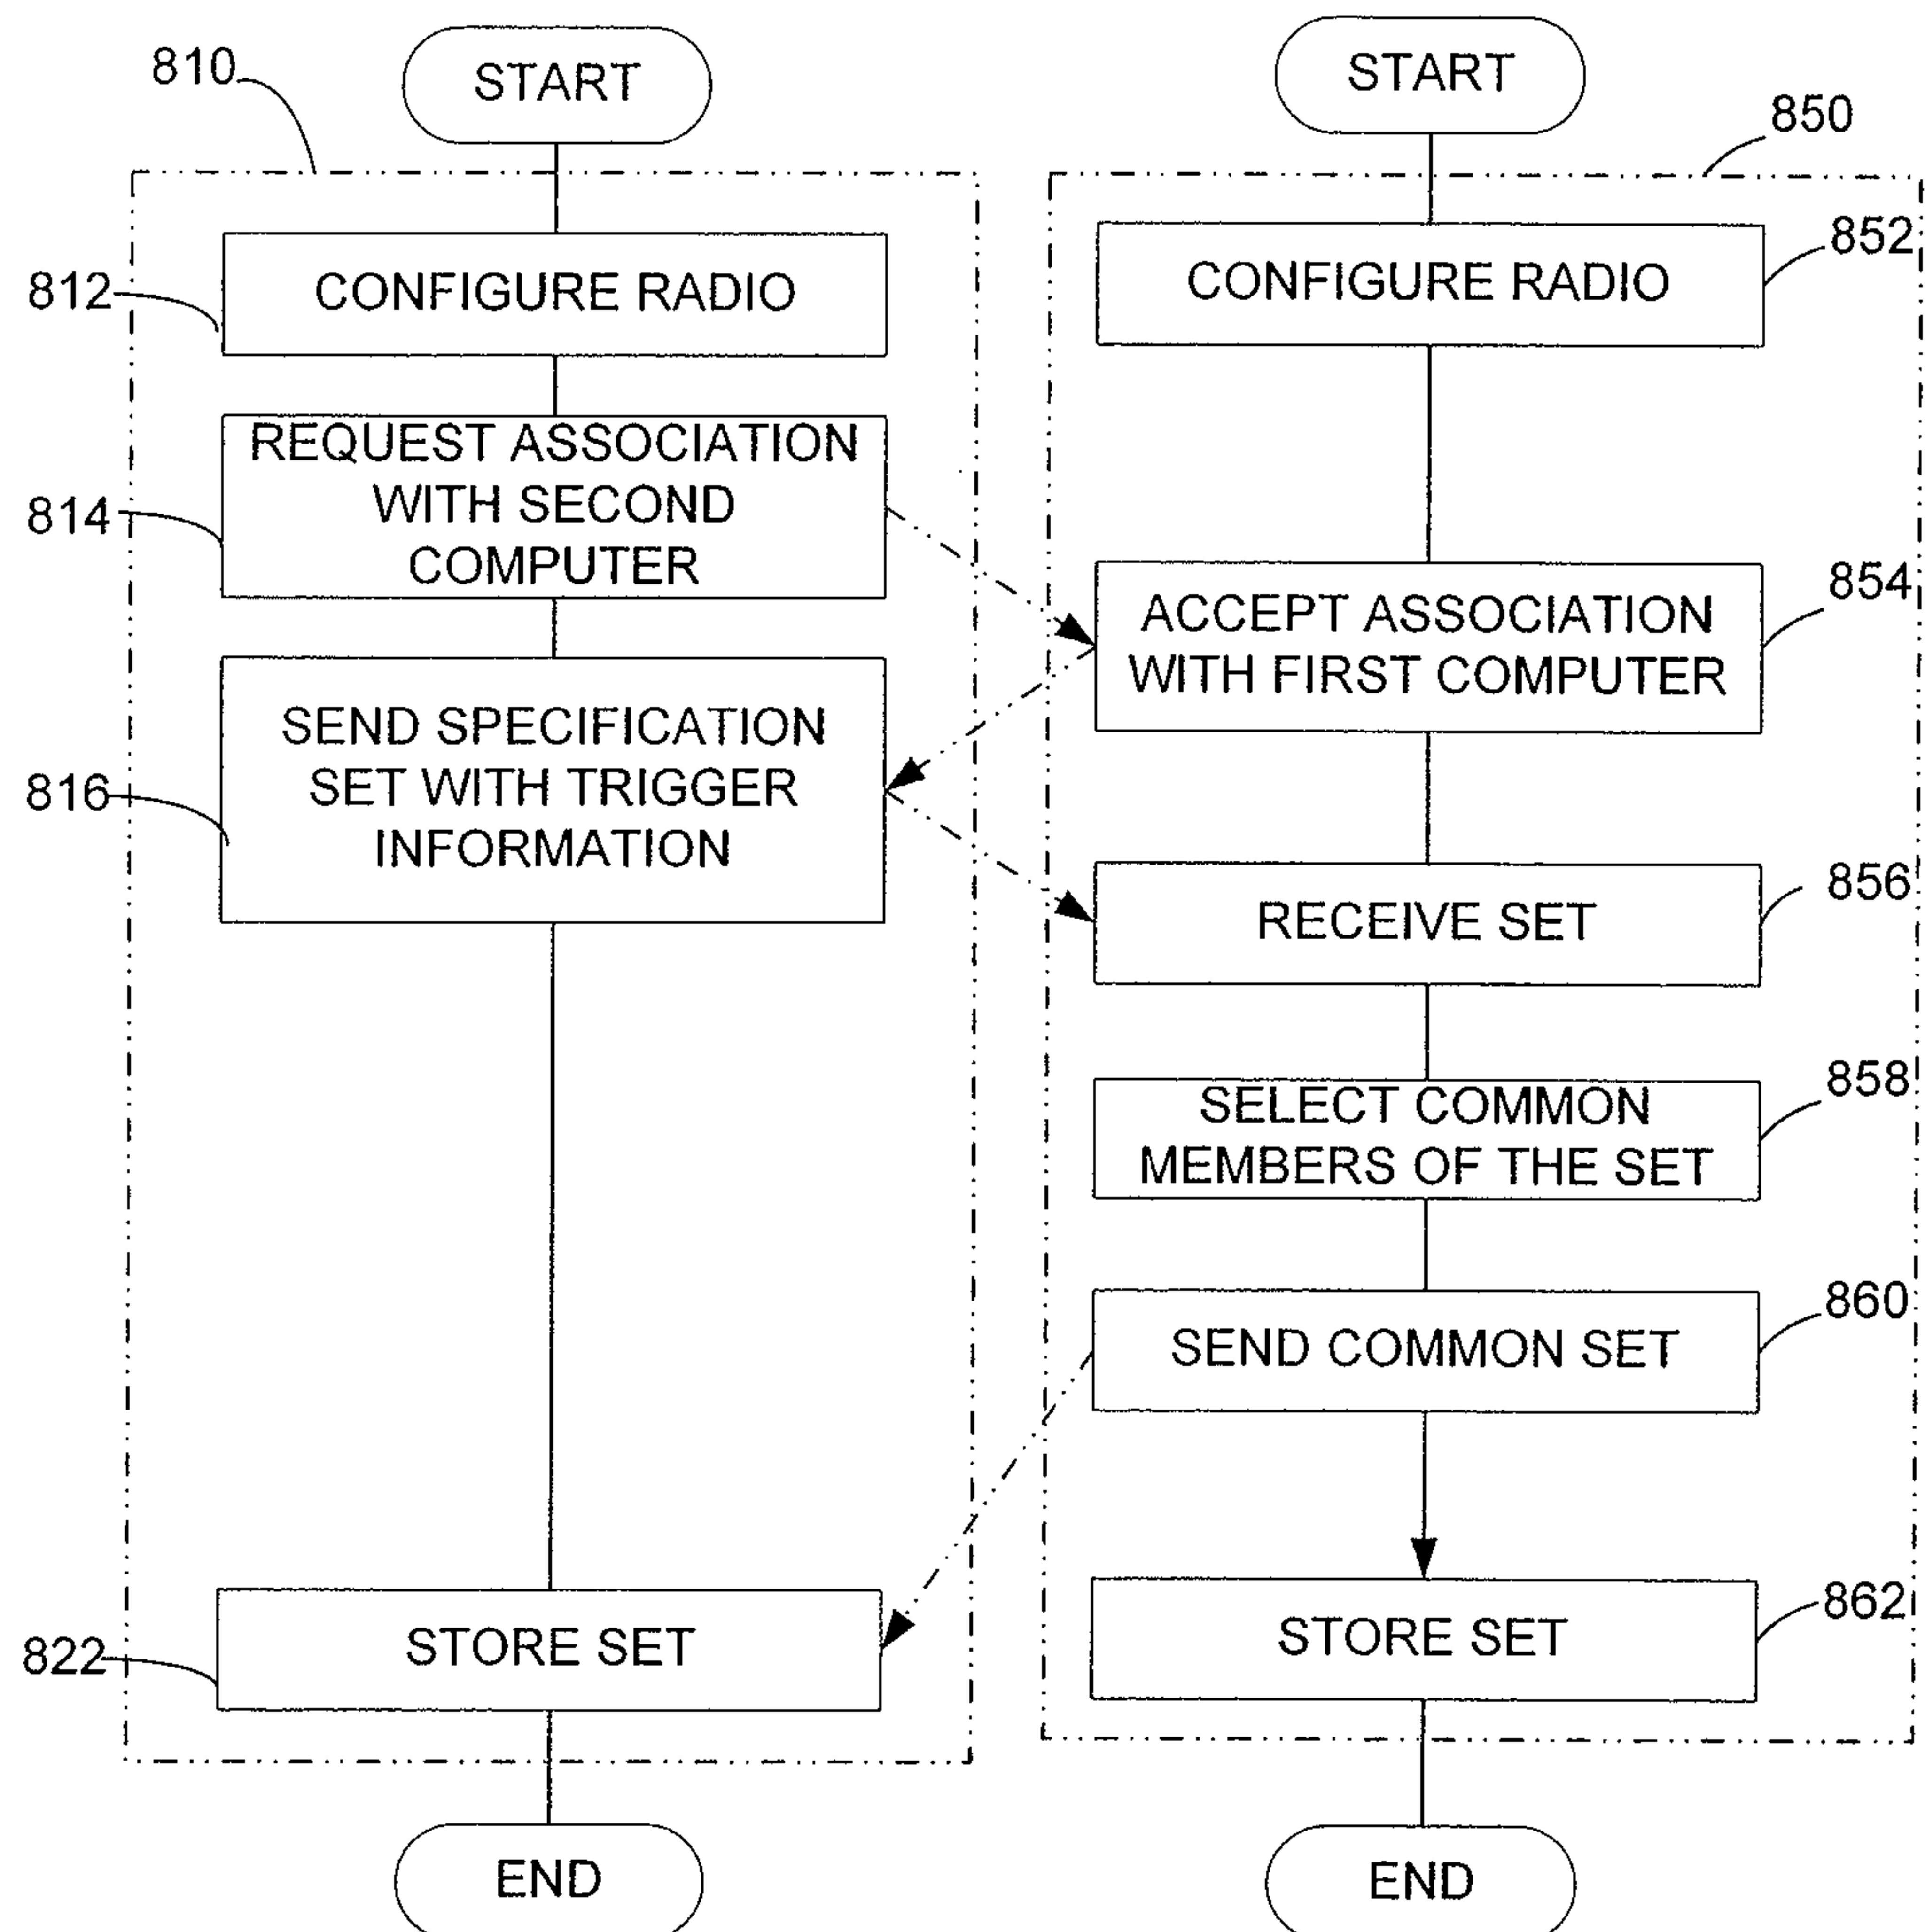 810
START
812
CONFIGURE RADIO
814
REQUEST ASSOCIATION
WITH SECOND
COMPUTER
816
SEND SPECIFICATION
SET WITH TRIGGER
INFORMATION
822
STORE SET
END
START
850
CONFIGURE RADIO
852
ACCEPT ASSOCIATION
WITH FIRST COMPUTER
854
RECEIVE SET
856
SELECT COMMON
MEMBERS OF THE SET
858
SEND COMMON SET
860
STORE SET
862
END